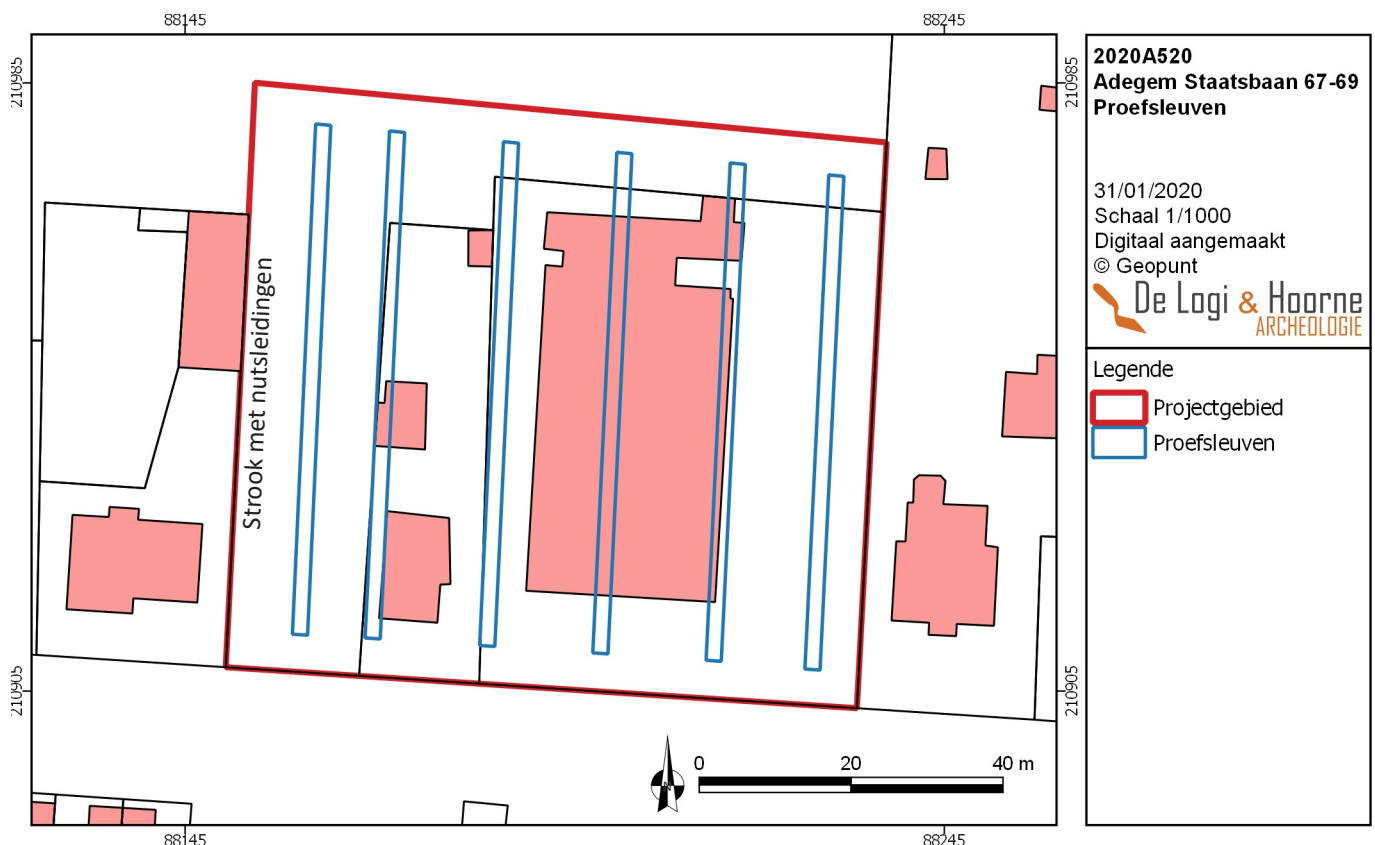 88145
88245
210985
210985
2020A520
Adegem Staatsbaan 67-69
Proefsleuven
31/01/2020
Schaal 1/1000
Digitaal aangemaakt
© Geopunt
De Logi & Hoorne
ARCHEOLOGIE
Legende
Projectgebied
Proefsleuven
Strook met nutsleidingen
210905
210905
N
0 20 40 m
88145
88245